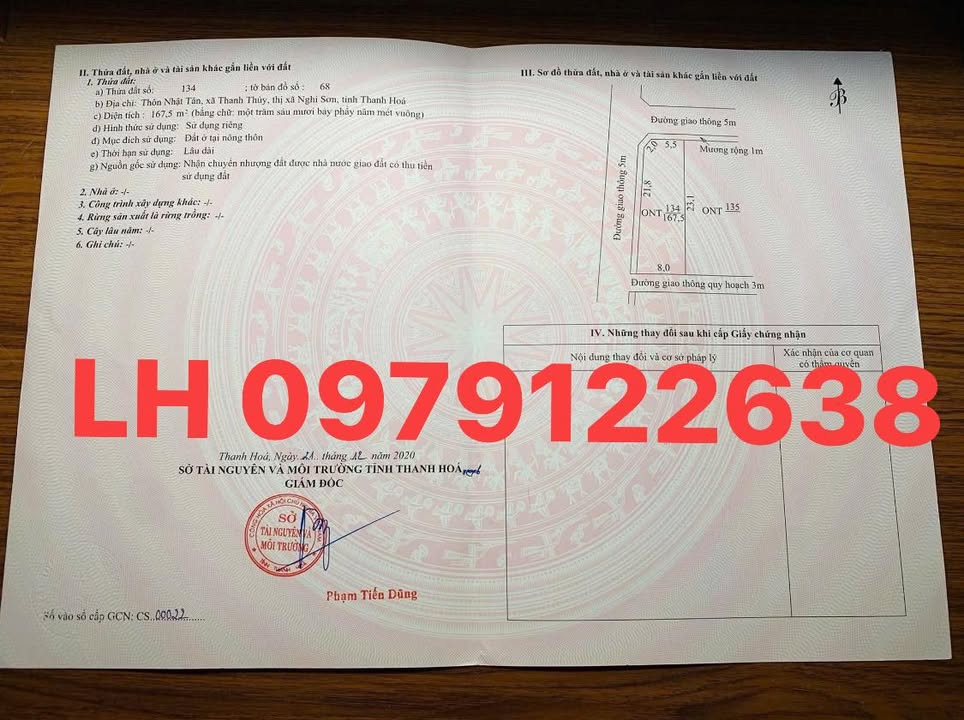 II. Thửa đất, nhà ở và tài sản khác gắn liền với đất
1. Thửa đất:
a) Thửa đất số: 134 ; tờ bản đồ số : 68
b) Địa chỉ: Thôn Nhật Tân, xã Thanh Thủy, thị xã Nghi Sơn, tỉnh Thanh Hoá
c) Diện tích : 167,5 m² (bằng chữ: một trăm sáu mươi bảy phẩy năm mét vuông)
d) Hình thức sử dụng: Sử dụng riêng
đ) Mục đích sử dụng: Đất ở tại nông thôn
e) Thời hạn sử dụng: Lâu dài
g) Nguồn gốc sử dụng: Nhận chuyển nhượng đất được nhà nước giao đất có thu tiền
sử dụng đất
2. Nhà ở: -/-
3. Công trình xây dựng khác: -/-
4. Rừng sản xuất là rừng trồng: -/-
5. Cây lâu năm: -/-
6. Ghi chú: -/-
III. Sơ đồ thửa đất, nhà ở và tài sản khác gắn liền với đất
B
Đường giao thông 5m
Mương rộng 1m
2,0 5,5
Đường giao thông 5m
21,8
23,1
ONT 134
167,5
ONT 135
8,0
Đường giao thông quy hoạch 3m
IV. Những thay đổi sau khi cấp Giấy chứng nhận
Nội dung thay đổi và cơ sở pháp lý
Xác nhận của cơ quan
có thẩm quyền
LH 0979122638
Thanh Hoá, Ngày 21 tháng 12 năm 2020
SỞ TÀI NGUYÊN VÀ MÔI TRƯỜNG TỈNH THANH HOÁ
GIÁM ĐỐC
SỞ
TÀI NGUYÊN VÀ
MÔI TRƯỜNG
Phạm Tiến Dũng
Số vào sổ cấp GCN: CS..00022......